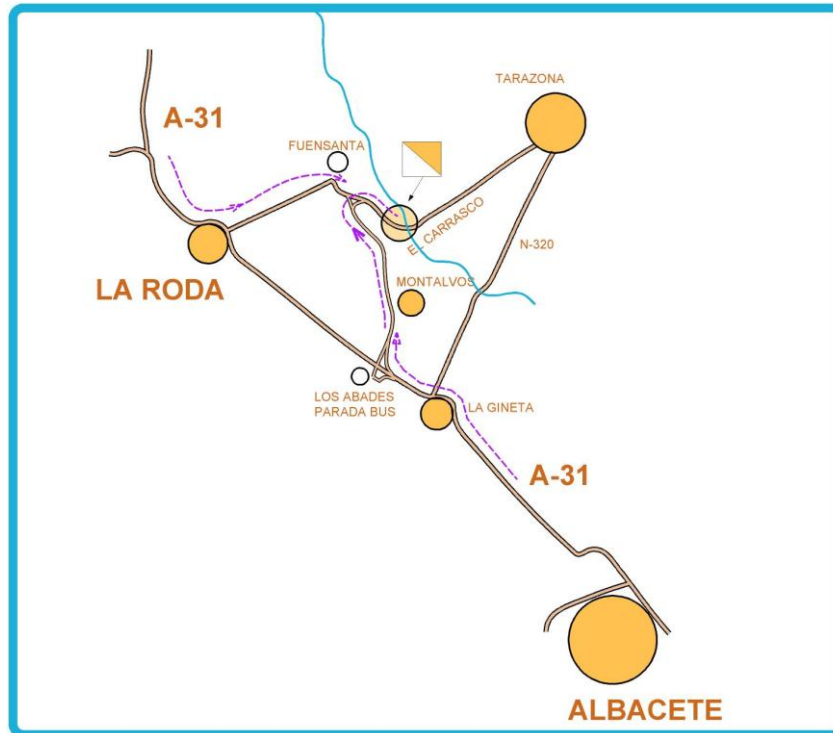 TARAZONA
A-31
FUENSANTA
EL CARRASCO
N-320
LA RODA
MONTALVOS
LOS ABADES
PARADA BUS
LA GINETA
A-31
ALBACETE